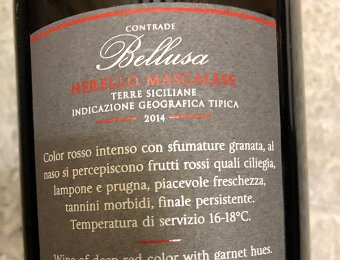 CONTRADE
Bellusa
NERELLO MASCALESE
TERRE SICILIANE
INDICAZIONE GEOGRAFICA TIPICA
2014
Color rosso intenso con sfumature granata, al
naso si percepiscono frutti rossi quali ciliegia,
lampone e prugna, piacevole freschezza,
tannini morbidi, finale persistente.
Temperatura di servizio 16-18°C.
Wine of deep red color with garnet hues.